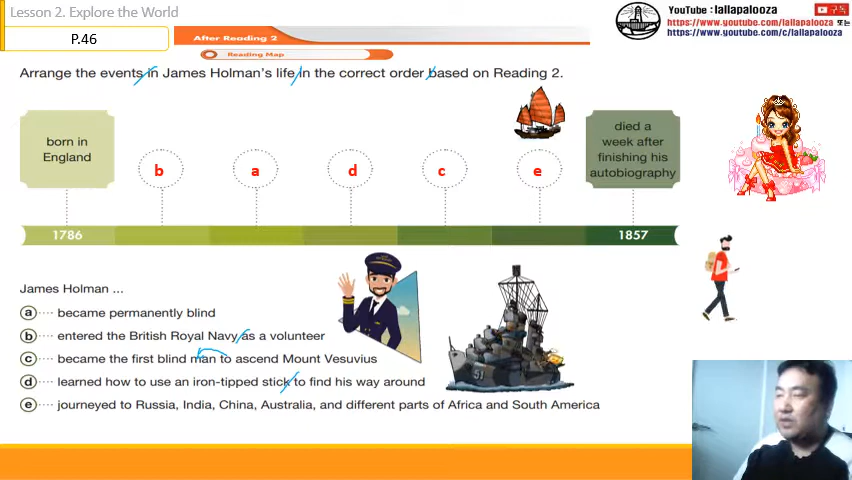 Lesson 2. Explore the World
P.46
After Reading 2
Reading Map
YouTube : lallapalooza
구독
https://www.youtube.com/lallapalooza 또는
https://www.youtube.com/c/lallapalooza
Arrange the events in James Holman's life in the correct order based on Reading 2.
born in
England
b
a
d
c
e
died a
week after
finishing his
autobiography
1786
1857
James Holman ...
a ···· became permanently blind
b ···· entered the British Royal Navy as a volunteer
c ···· became the first blind man to ascend Mount Vesuvius
d ···· learned how to use an iron-tipped stick to find his way around
e ···· journeyed to Russia, India, China, Australia, and different parts of Africa and South America
51